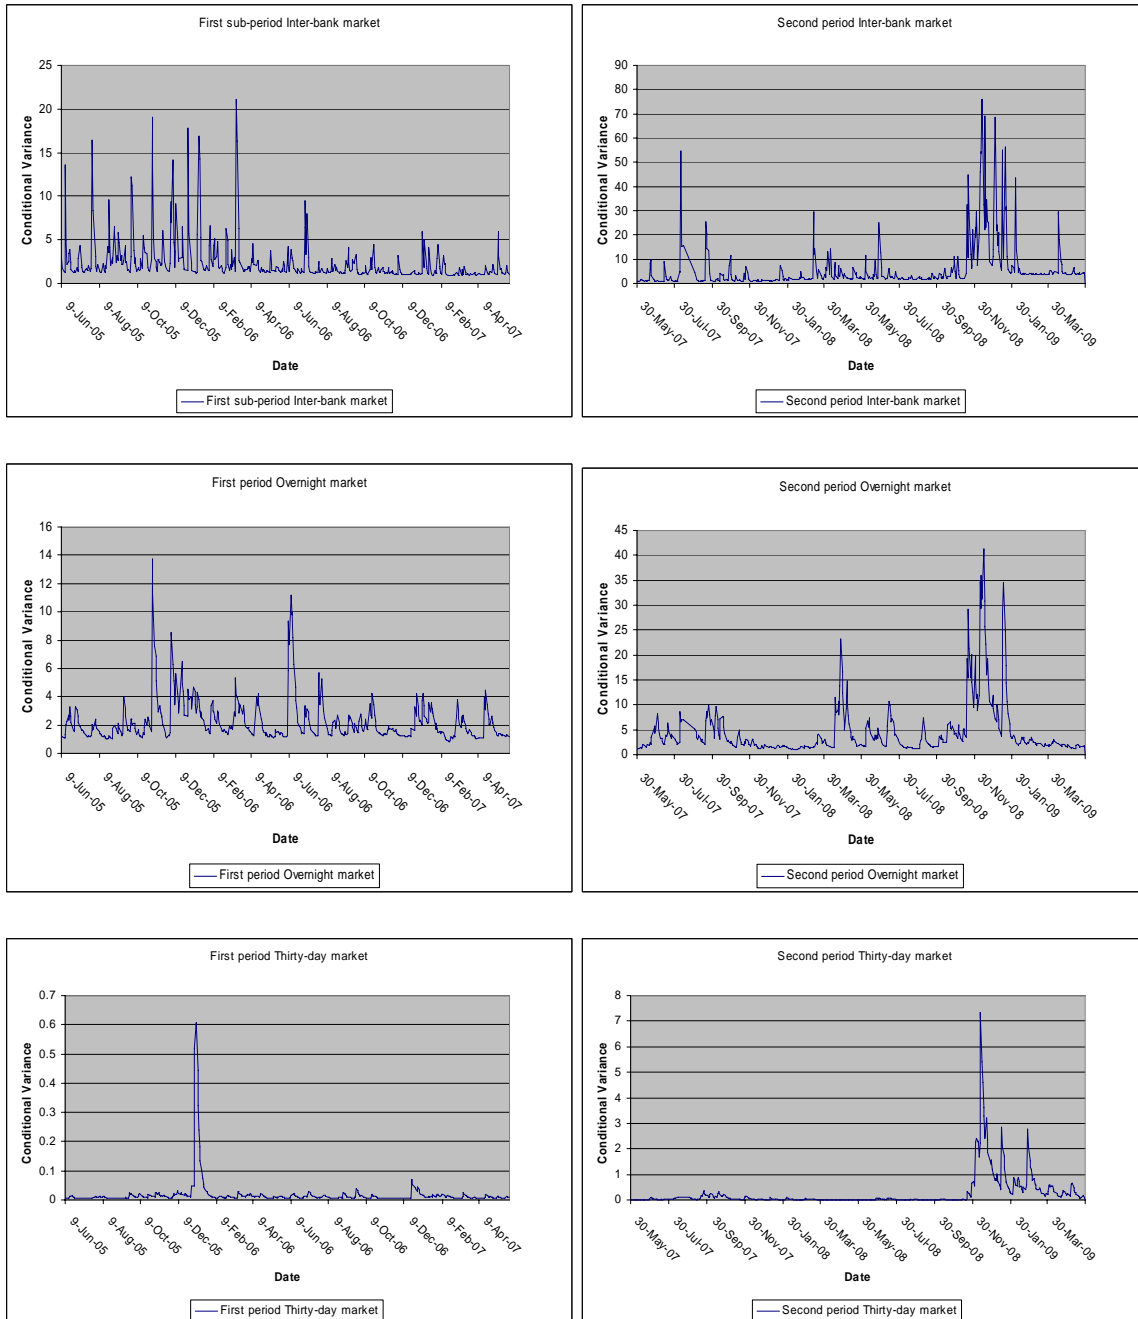 First sub-period Inter-bank market
Conditional Variance
25
20
15
10
5
0
9-Jun-05
9-Aug-05
9-Oct-05
9-Dec-05
9-Feb-06
9-Apr-06
9-Jun-06
9-Aug-06
9-Oct-06
9-Dec-06
9-Feb-07
9-Apr-07
Date
First sub-period Inter-bank market
Second period Inter-bank market
Conditional Variance
90
80
70
60
50
40
30
20
10
0
30-May-07
30-Jul-07
30-Sep-07
30-Nov-07
30-Jan-08
30-Mar-08
30-May-08
30-Jul-08
30-Sep-08
30-Nov-08
30-Jan-09
30-Mar-09
Date
Second period Inter-bank market
First period Overnight market
Conditional Variance
16
14
12
10
8
6
4
2
0
9-Jun-05
9-Aug-05
9-Oct-05
9-Dec-05
9-Feb-06
9-Apr-06
9-Jun-06
9-Aug-06
9-Oct-06
9-Dec-06
9-Feb-07
9-Apr-07
Date
First period Overnight market
Second period Overnight market
Conditional Variance
45
40
35
30
25
20
15
10
5
0
30-May-07
30-Jul-07
30-Sep-07
30-Nov-07
30-Jan-08
30-Mar-08
30-May-08
30-Jul-08
30-Sep-08
30-Nov-08
30-Jan-09
30-Mar-09
Date
Second period Overnight market
First period Thirty-day market
Conditional Variance
0.7
0.6
0.5
0.4
0.3
0.2
0.1
0
9-Jun-05
9-Aug-05
9-Oct-05
9-Dec-05
9-Feb-06
9-Apr-06
9-Jun-06
9-Aug-06
9-Oct-06
9-Dec-06
9-Feb-07
9-Apr-07
Date
First period Thirty-day market
Second period Thirty-day market
Conditional Variance
8
7
6
5
4
3
2
1
0
30-May-07
30-Jul-07
30-Sep-07
30-Nov-07
30-Jan-08
30-Mar-08
30-May-08
30-Jul-08
30-Sep-08
30-Nov-08
30-Jan-09
30-Mar-09
Date
Second period Thirty-day market